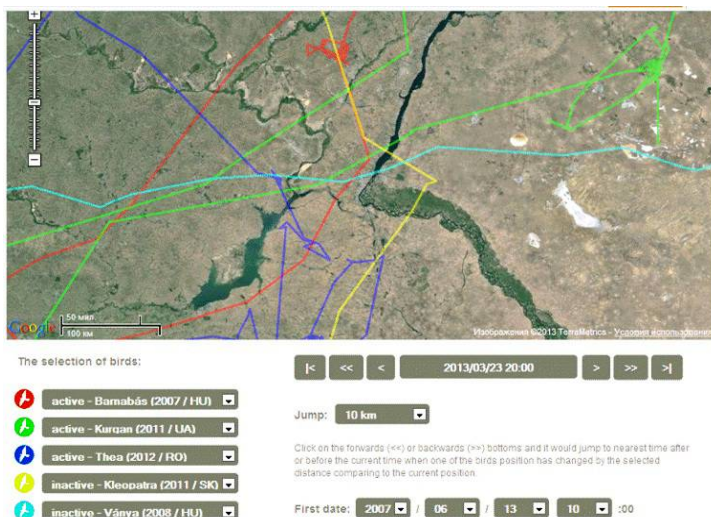 50 мил.
100 км
Google
Изображения ©2013 TerraMetrics - Условия использования
The selection of birds:
active - Barnabás (2007 / HU)
active - Kurgan (2011 / UA)
active - Thea (2012 / RO)
inactive - Kleopatra (2011 / SK)
inactive - Ványa (2008 / HU)
|< << < 2013/03/23 20:00 > >> >|
Jump: 10 km
Click on the forwards (<<) or backwards (>>) bottoms and it would jump to nearest time after
or before the current time when one of the birds position has changed by the selected
distance comparing to the current position.
First date: 2007 / 06 / 13 10 :00